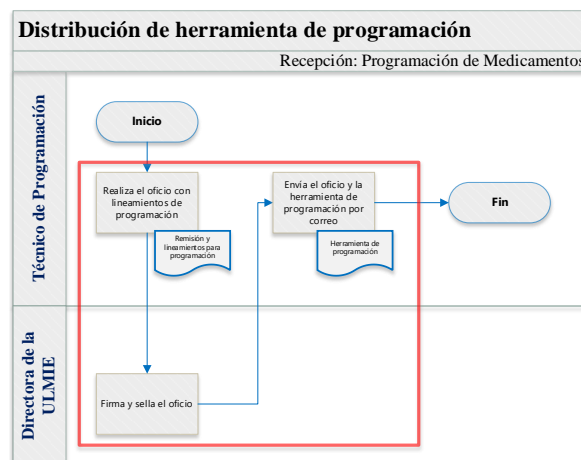 Distribución de herramienta de programación
Recepción: Programación de Medicamentos
Técnico de Programación
Inicio
Realiza el oficio con
lineamientos de
programación
Remisión y
lineamientos para
programación
Envía el oficio y la
herramienta de
programación por
correo
Herramienta de
programación
Fin
Directora de la
ULMIE
Firma y sella el oficio